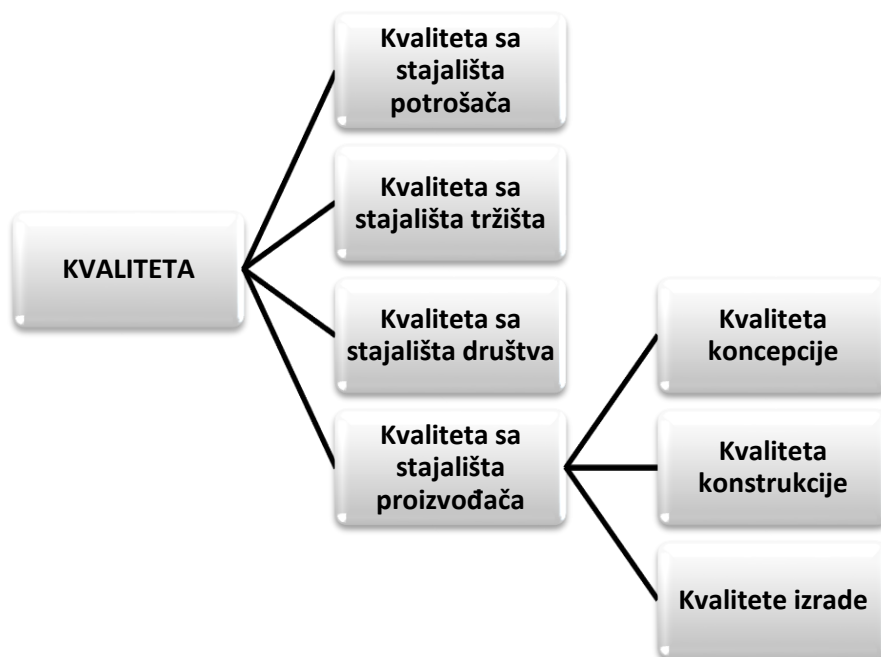 KVALITETA
Kvaliteta sa
stajališta
potrošača
Kvaliteta sa
stajališta tržišta
Kvaliteta sa
stajališta društva
Kvaliteta sa
stajališta
proizvođača
Kvaliteta
koncepcije
Kvaliteta
konstrukcije
Kvalitete izrade